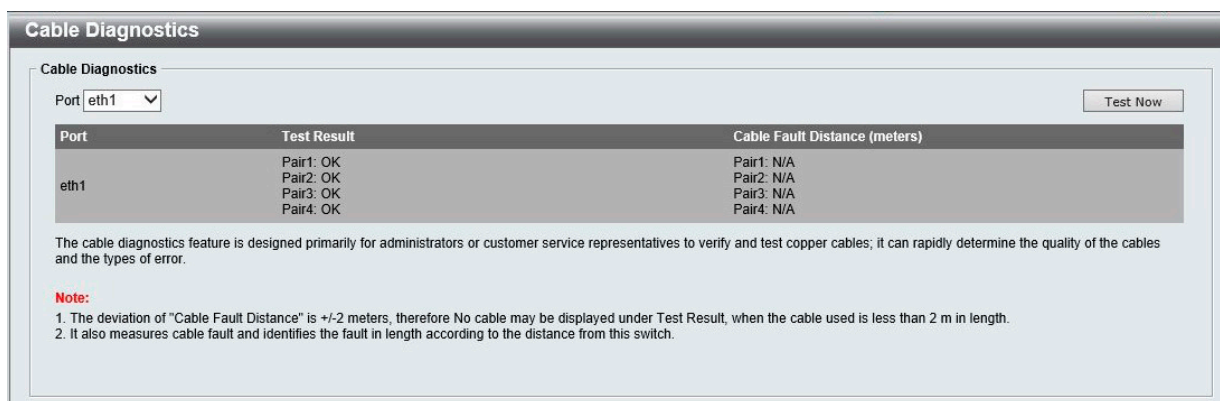 Cable Diagnostics
Cable Diagnostics
Port eth1 Test Now
Port Test Result Cable Fault Distance (meters)
eth1
Pair1: OK Pair1: N/A
Pair2: OK Pair2: N/A
Pair3: OK Pair3: N/A
Pair4: OK Pair4: N/A
The cable diagnostics feature is designed primarily for administrators or customer service representatives to verify and test copper cables; it can rapidly determine the quality of the cables
and the types of error.
Note:
1. The deviation of "Cable Fault Distance" is +/-2 meters, therefore No cable may be displayed under Test Result, when the cable used is less than 2 m in length.
2. It also measures cable fault and identifies the fault in length according to the distance from this switch.